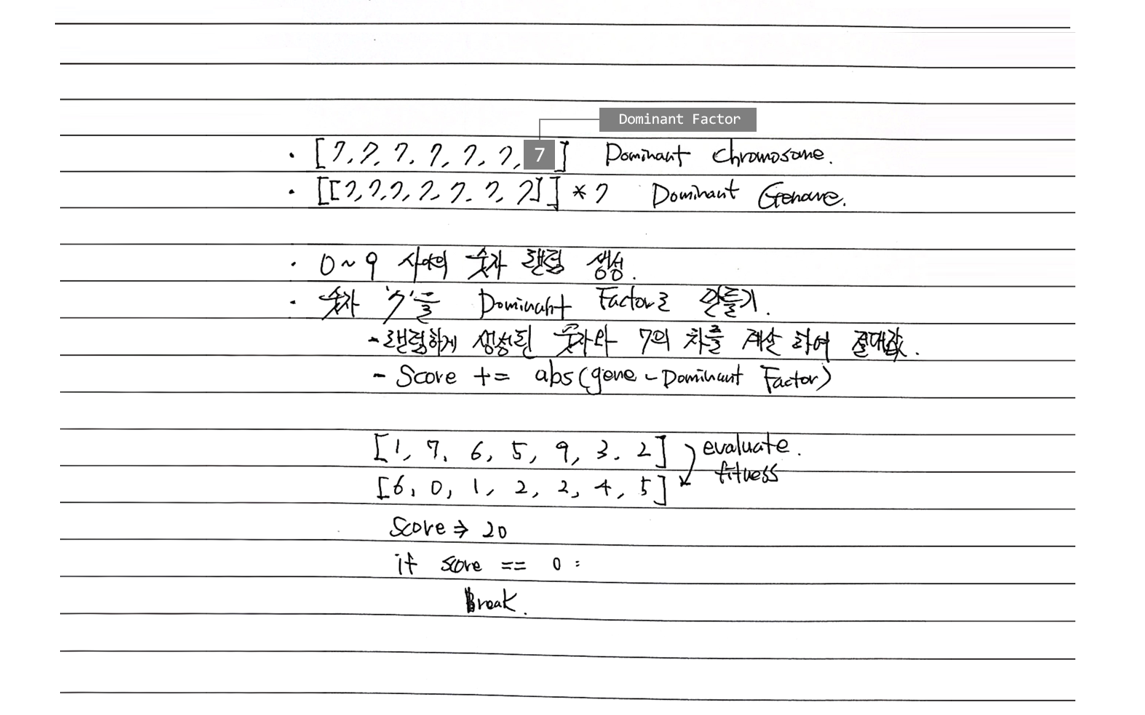 Dominant Factor
· [7, 7, 7, 7, 7, 7, 7] Dominant Chromosome.
· [[7, 7, 7, 7, 7, 7, 7]] * 7 Dominant Genome.
· 0~9 사이의 숫자 랜덤 생성.
· 숫자 '7'을 Dominant Factor로 만들기.
- 랜덤하게 생성된 숫자와 7의 차를 계산 하여 절대값.
- Score += abs(gene - Dominant Factor)
[1, 7, 6, 5, 9, 3, 2] evaluate.
fitness
[6, 0, 1, 2, 2, 4, 5]
Score ⇒ 20
if score == 0 :
Break.